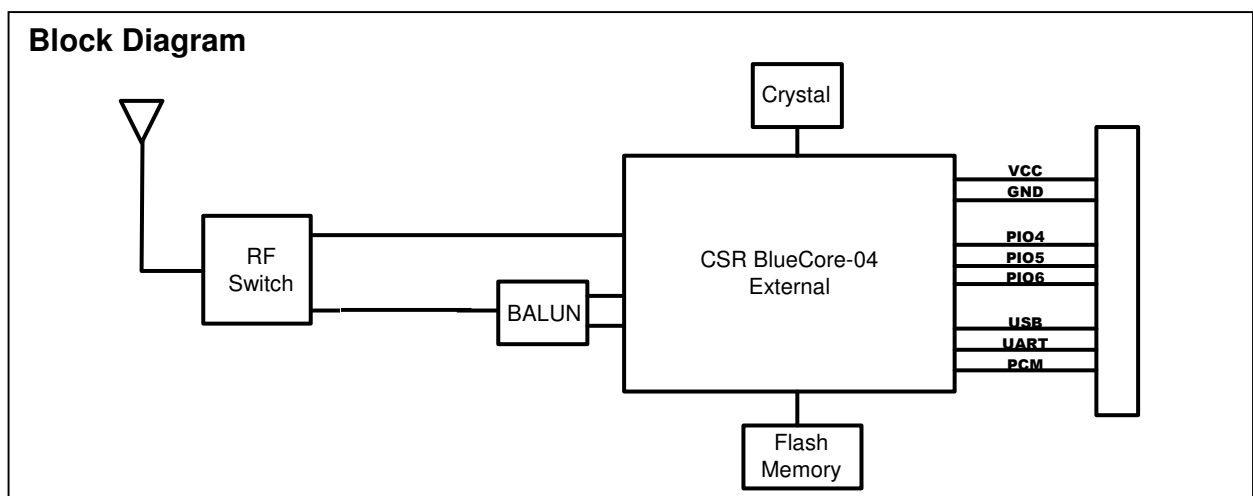 Block Diagram
Crystal
VCC
GND
RF
Switch
CSR BlueCore-04
External
PIO4
PIO5
PIO6
BALUN
USB
UART
PCM
Flash
Memory